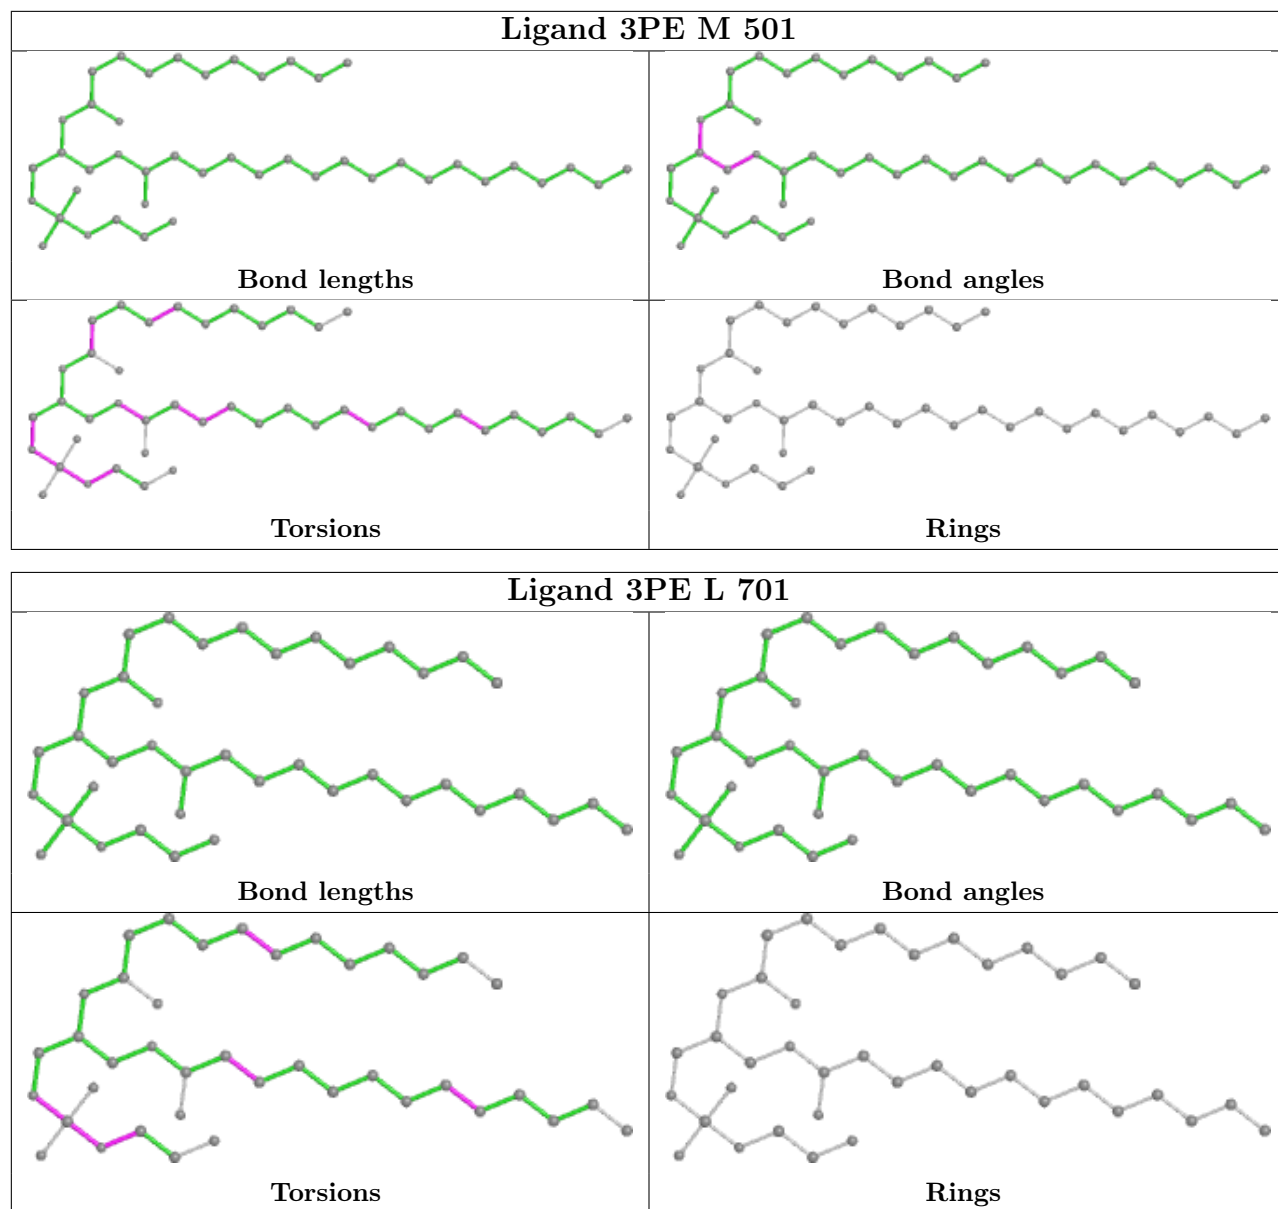 Ligand 3PE M 501
Bond lengths
Bond angles
Torsions
Rings
Ligand 3PE L 701
Bond lengths
Bond angles
Torsions
Rings